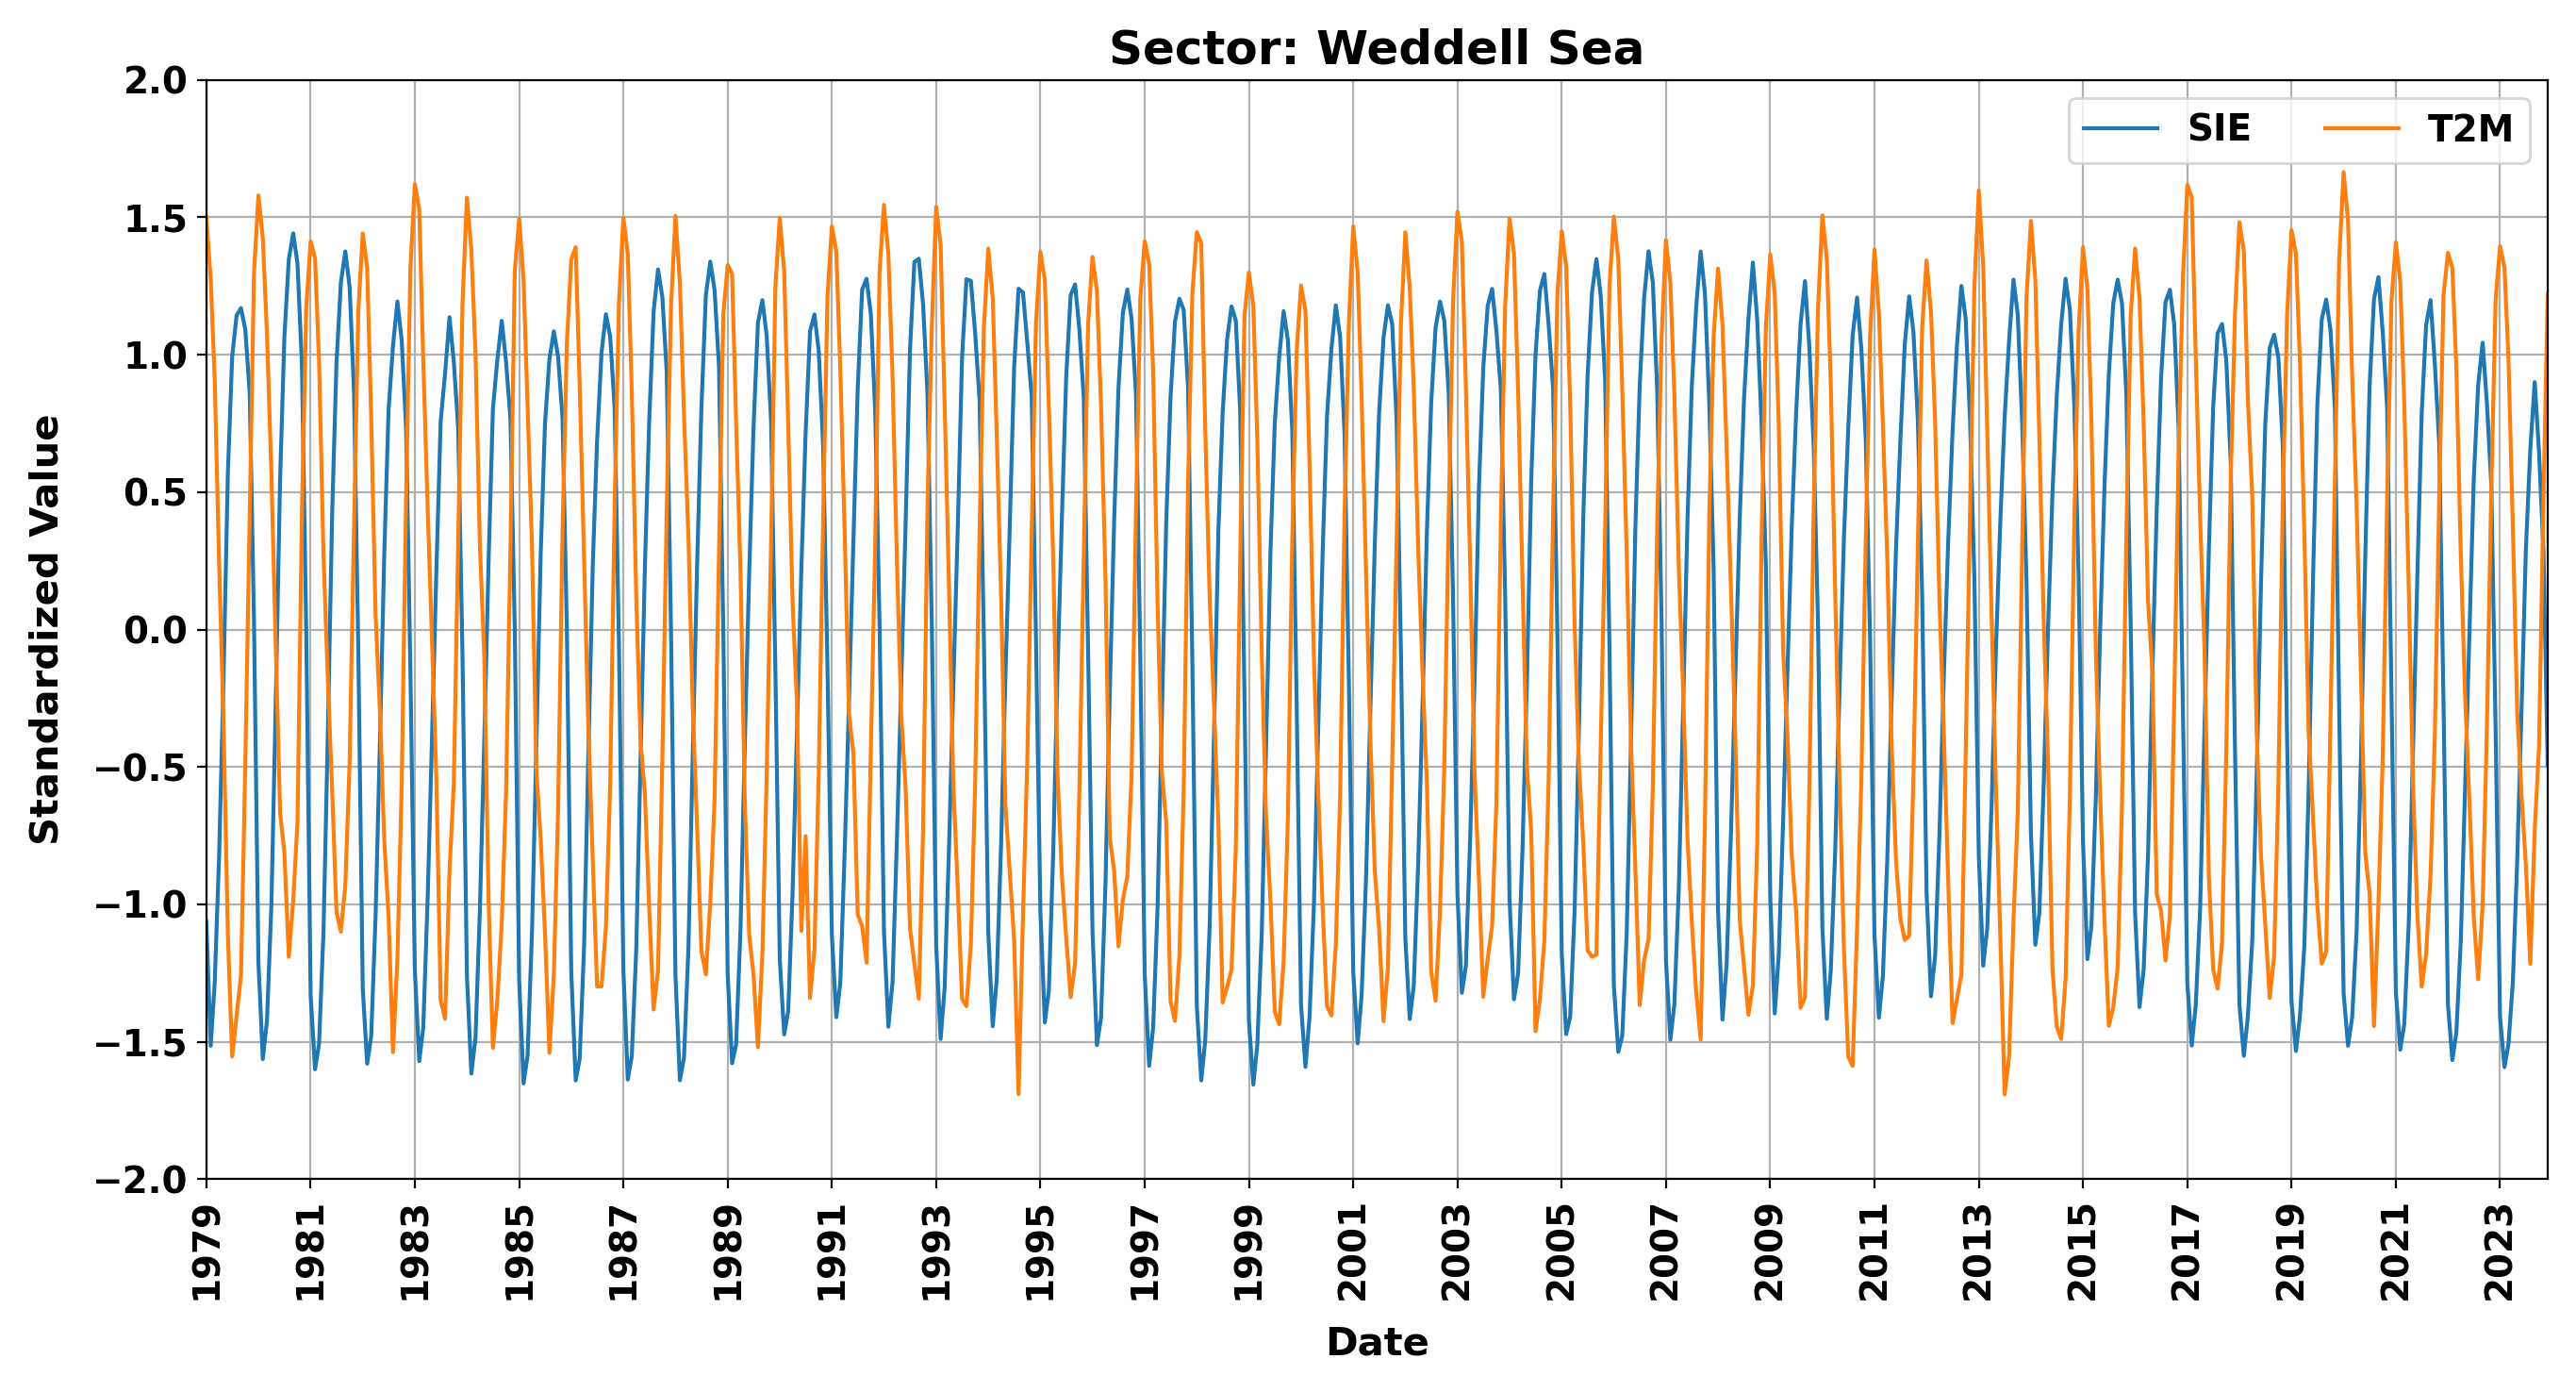 Sector: Weddell Sea
SIE T2M
Standardized Value
2.0
1.5
1.0
0.5
0.0
−0.5
−1.0
−1.5
−2.0
1979 1981 1983 1985 1987 1989 1991 1993 1995 1997 1999 2001 2003 2005 2007 2009 2011 2013 2015 2017 2019 2021 2023
Date